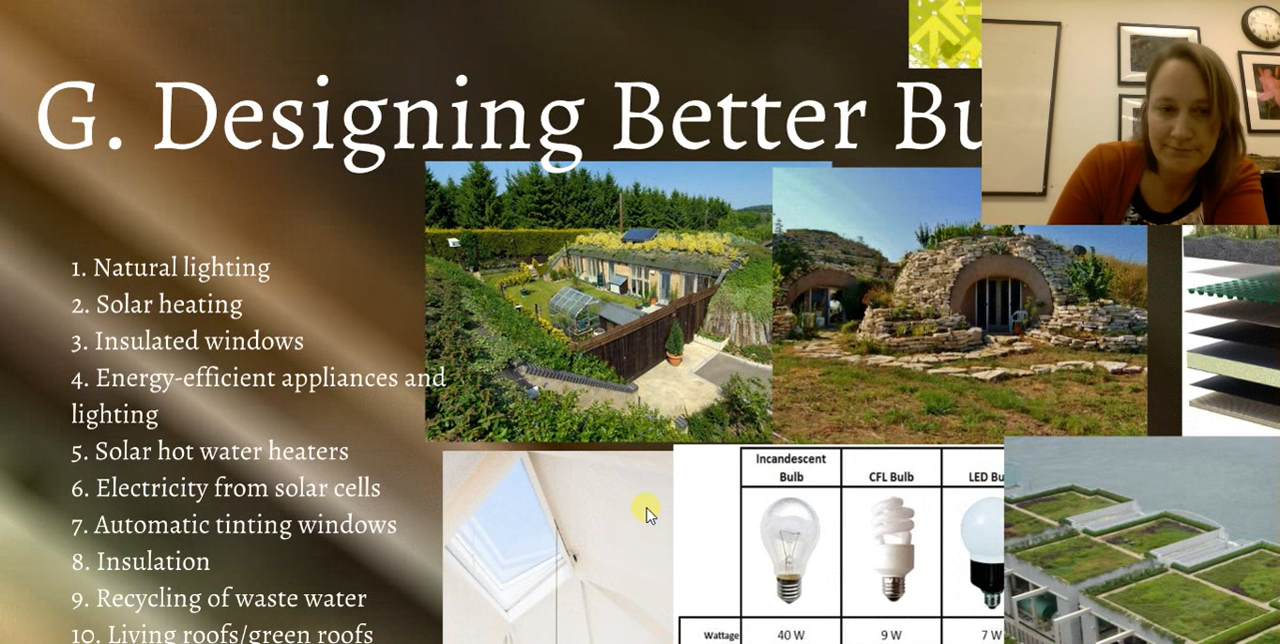 G. Designing Better Bu
1. Natural lighting
2. Solar heating
3. Insulated windows
4. Energy-efficient appliances and
lighting
5. Solar hot water heaters
6. Electricity from solar cells
7. Automatic tinting windows
8. Insulation
9. Recycling of waste water
10. Living roofs/green roofs
Incandescent
Bulb
CFL Bulb
LED Bu
Wattage
40 W
9 W
7 W